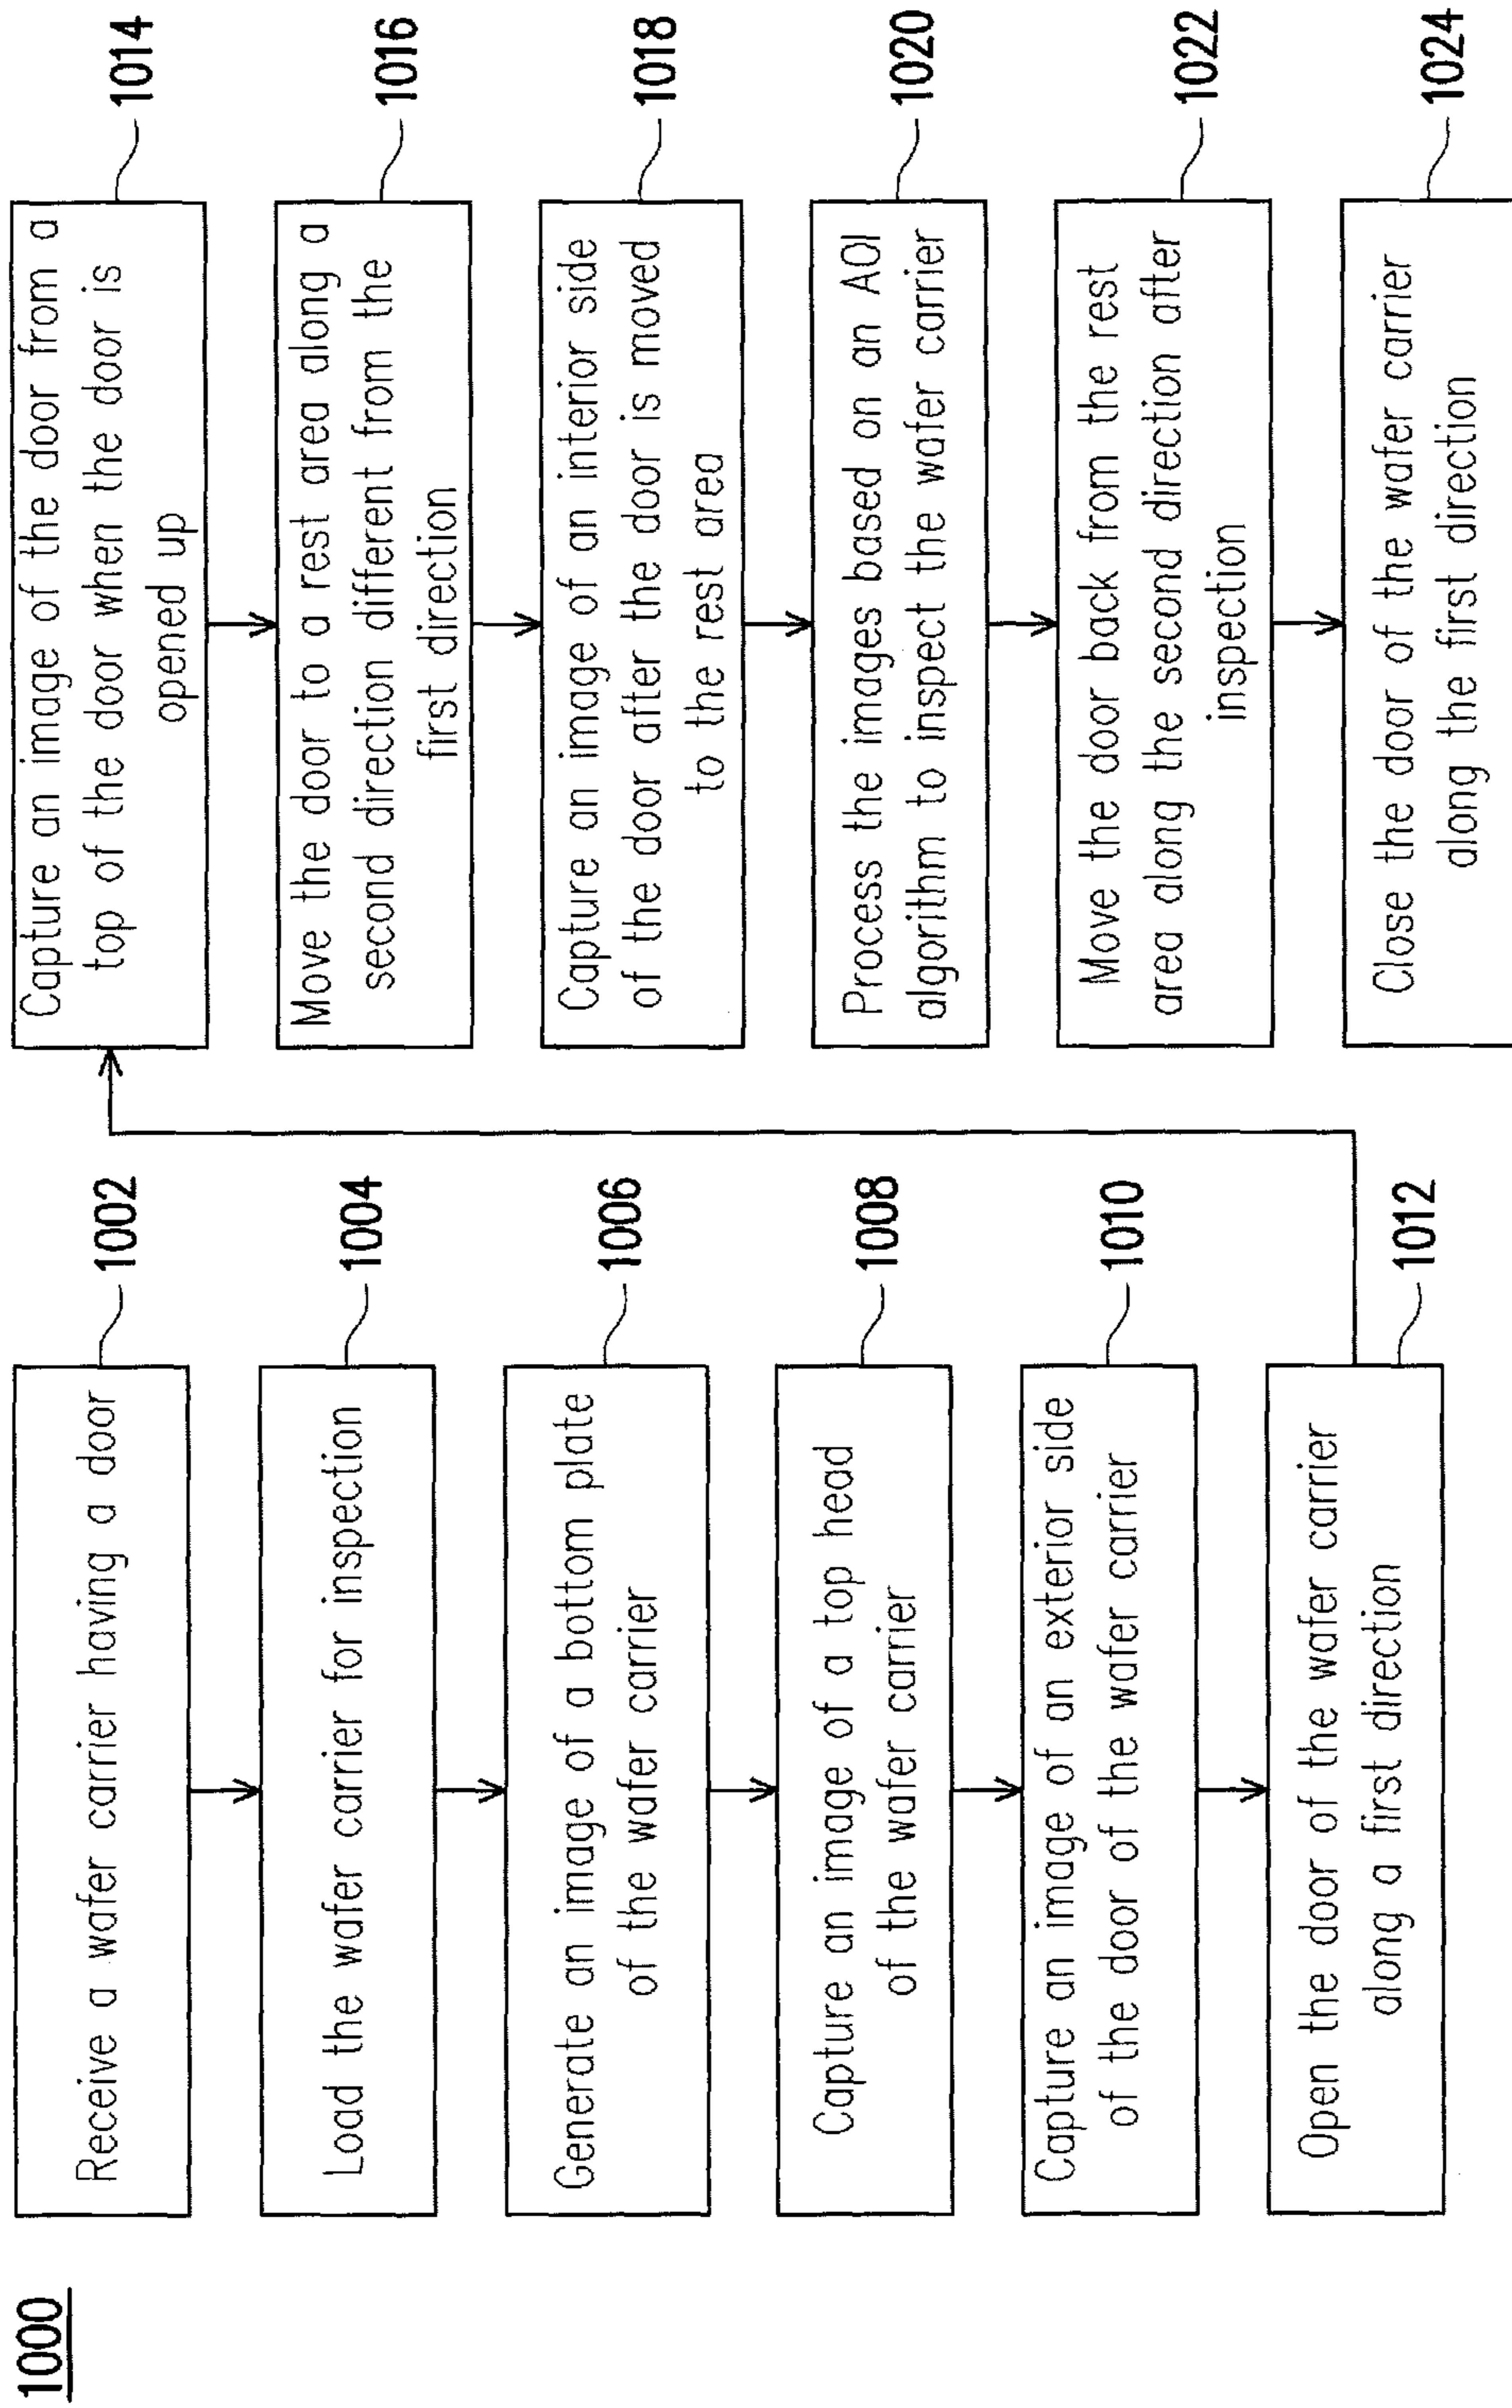 1000
Receive a wafer carrier having a door
1002
Load the wafer carrier for inspection
1004
Generate an image of a bottom plate
of the wafer carrier
1006
Capture an image of a top head
of the wafer carrier
1008
Capture an image of an exterior side
of the door of the wafer carrier
1010
Open the door of the wafer carrier
along a first direction
1012
Capture an image of the door from a
top of the door when the door is
opened up
1014
Move the door to a rest area along a
second direction different from the
first direction
1016
Capture an image of an interior side
of the door after the door is moved
to the rest area
1018
Process the images based on an AOI
algorithm to inspect the wafer carrier
1020
Move the door back from the rest
area along the second direction after
inspection
1022
Close the door of the wafer carrier
along the first direction
1024